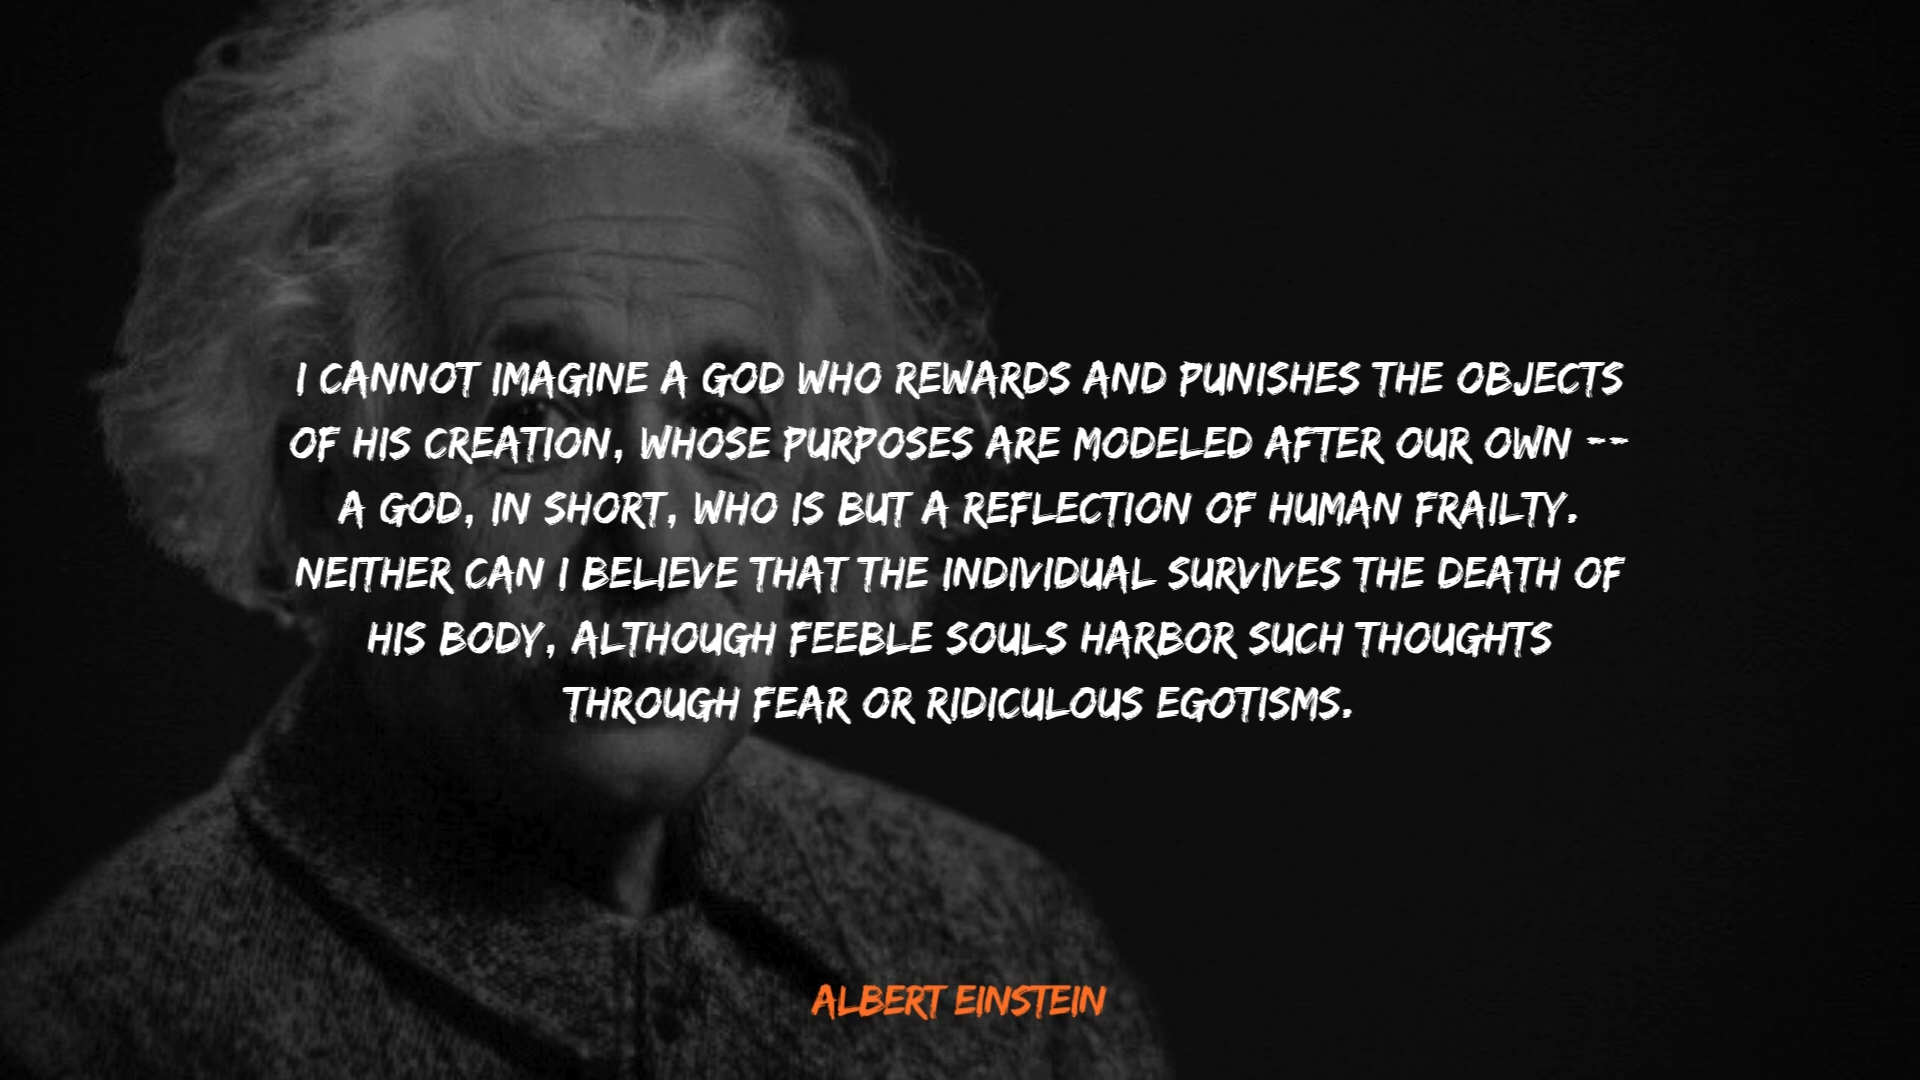 I CANNOT IMAGINE A GOD WHO REWARDS AND PUNISHES THE OBJECTS
OF HIS CREATION, WHOSE PURPOSES ARE MODELED AFTER OUR OWN --
A GOD, IN SHORT, WHO IS BUT A REFLECTION OF HUMAN FRAILTY.
NEITHER CAN I BELIEVE THAT THE INDIVIDUAL SURVIVES THE DEATH OF
HIS BODY, ALTHOUGH FEEBLE SOULS HARBOR SUCH THOUGHTS
THROUGH FEAR OR RIDICULOUS EGOTISMS.
ALBERT EINSTEIN